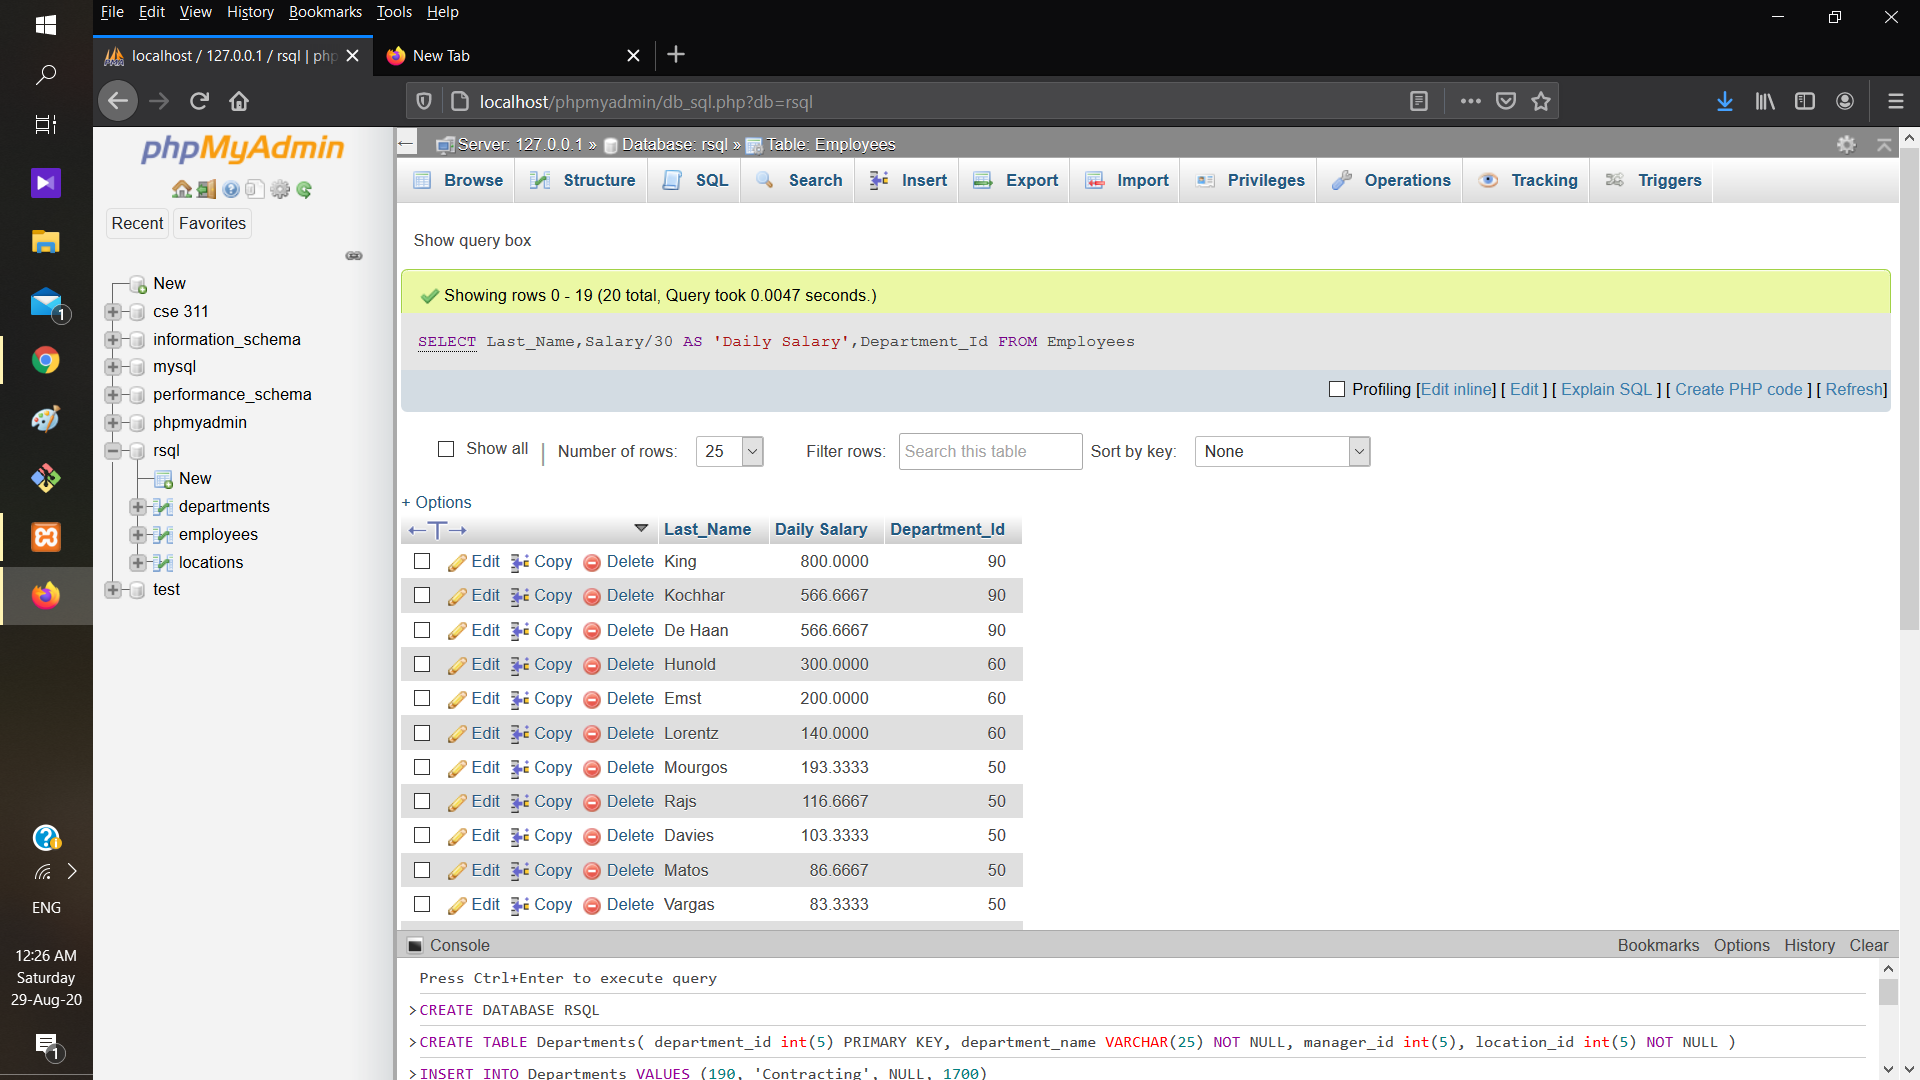 File Edit View History Bookmarks Tools Help
localhost / 127.0.0.1 / rsql | php
New Tab
localhost/phpmyadmin/db_sql.php?db=rsql
phpMyAdmin
Recent Favorites
New
cse 311
information_schema
mysql
performance_schema
phpmyadmin
rsql
New
departments
employees
locations
test
Server: 127.0.0.1 » Database: rsql » Table: Employees
Browse Structure SQL Search Insert Export Import Privileges Operations Tracking Triggers
Show query box
Showing rows 0 - 19 (20 total, Query took 0.0047 seconds.)
SELECT Last_Name,Salary/30 AS 'Daily Salary',Department_Id FROM Employees
Profiling [Edit inline] [ Edit ] [ Explain SQL ] [ Create PHP code ] [ Refresh]
Show all | Number of rows: 25 Filter rows: Search this table Sort by key: None
+ Options
←T→ Last_Name Daily Salary Department_Id
Edit Copy Delete King 800.0000 90
Edit Copy Delete Kochhar 566.6667 90
Edit Copy Delete De Haan 566.6667 90
Edit Copy Delete Hunold 300.0000 60
Edit Copy Delete Emst 200.0000 60
Edit Copy Delete Lorentz 140.0000 60
Edit Copy Delete Mourgos 193.3333 50
Edit Copy Delete Rajs 116.6667 50
Edit Copy Delete Davies 103.3333 50
Edit Copy Delete Matos 86.6667 50
Edit Copy Delete Vargas 83.3333 50
Console Bookmarks Options History Clear
Press Ctrl+Enter to execute query
>CREATE DATABASE RSQL
>CREATE TABLE Departments( department_id int(5) PRIMARY KEY, department_name VARCHAR(25) NOT NULL, manager_id int(5), location_id int(5) NOT NULL )
>INSERT INTO Departments VALUES (190, 'Contracting', NULL, 1700)
1
ENG
12:26 AM
Saturday
29-Aug-20
1